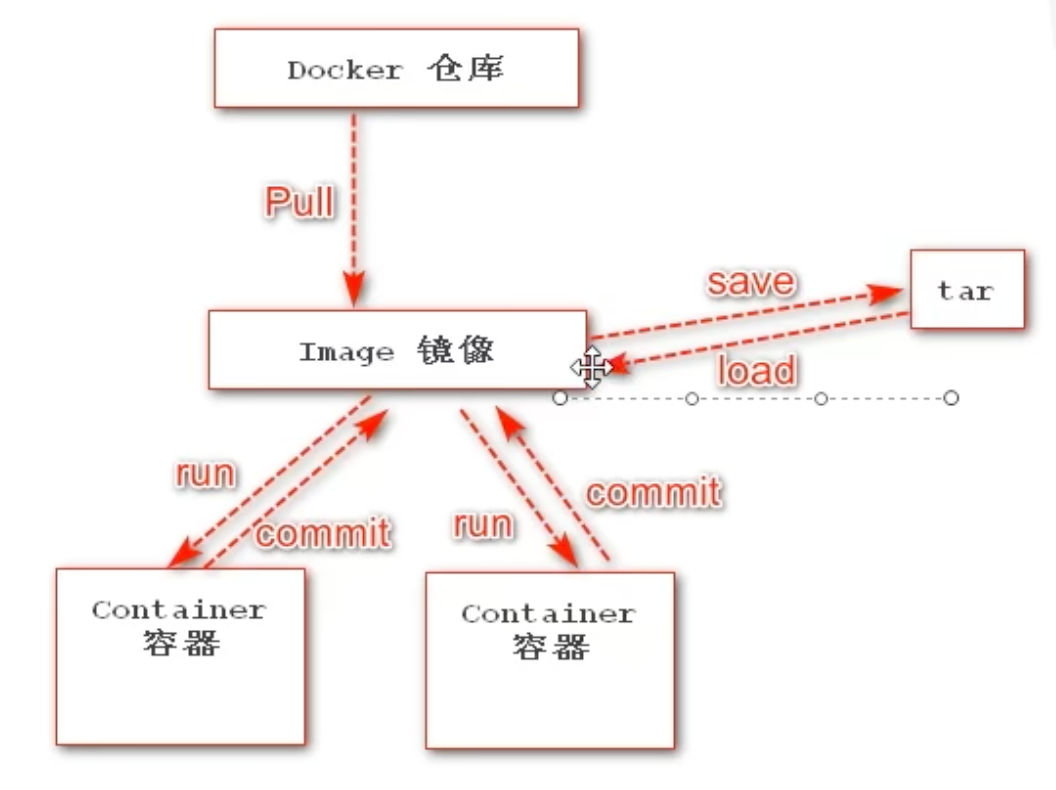 Docker 仓库
Pull
save
tar
Image 镜像
load
run
commit
run
commit
Container
容器
Container
容器